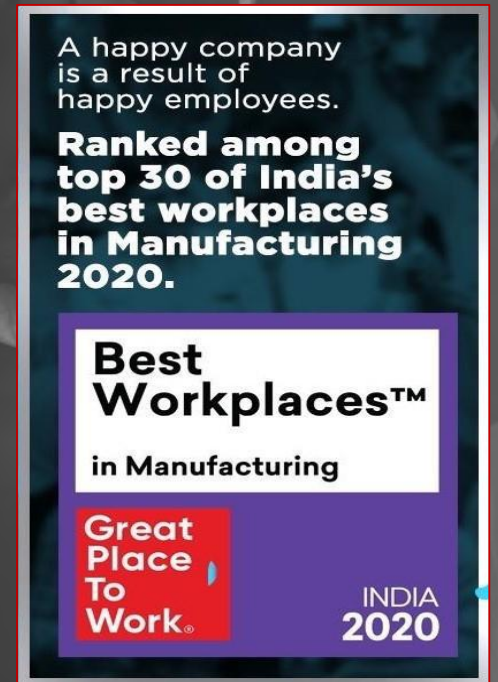 A happy company
is a result of
happy employees.
Ranked among
top 30 of India's
best workplaces
in Manufacturing
2020.
Best
Workplaces™
in Manufacturing
Great
Place
To
Work®
INDIA
2020